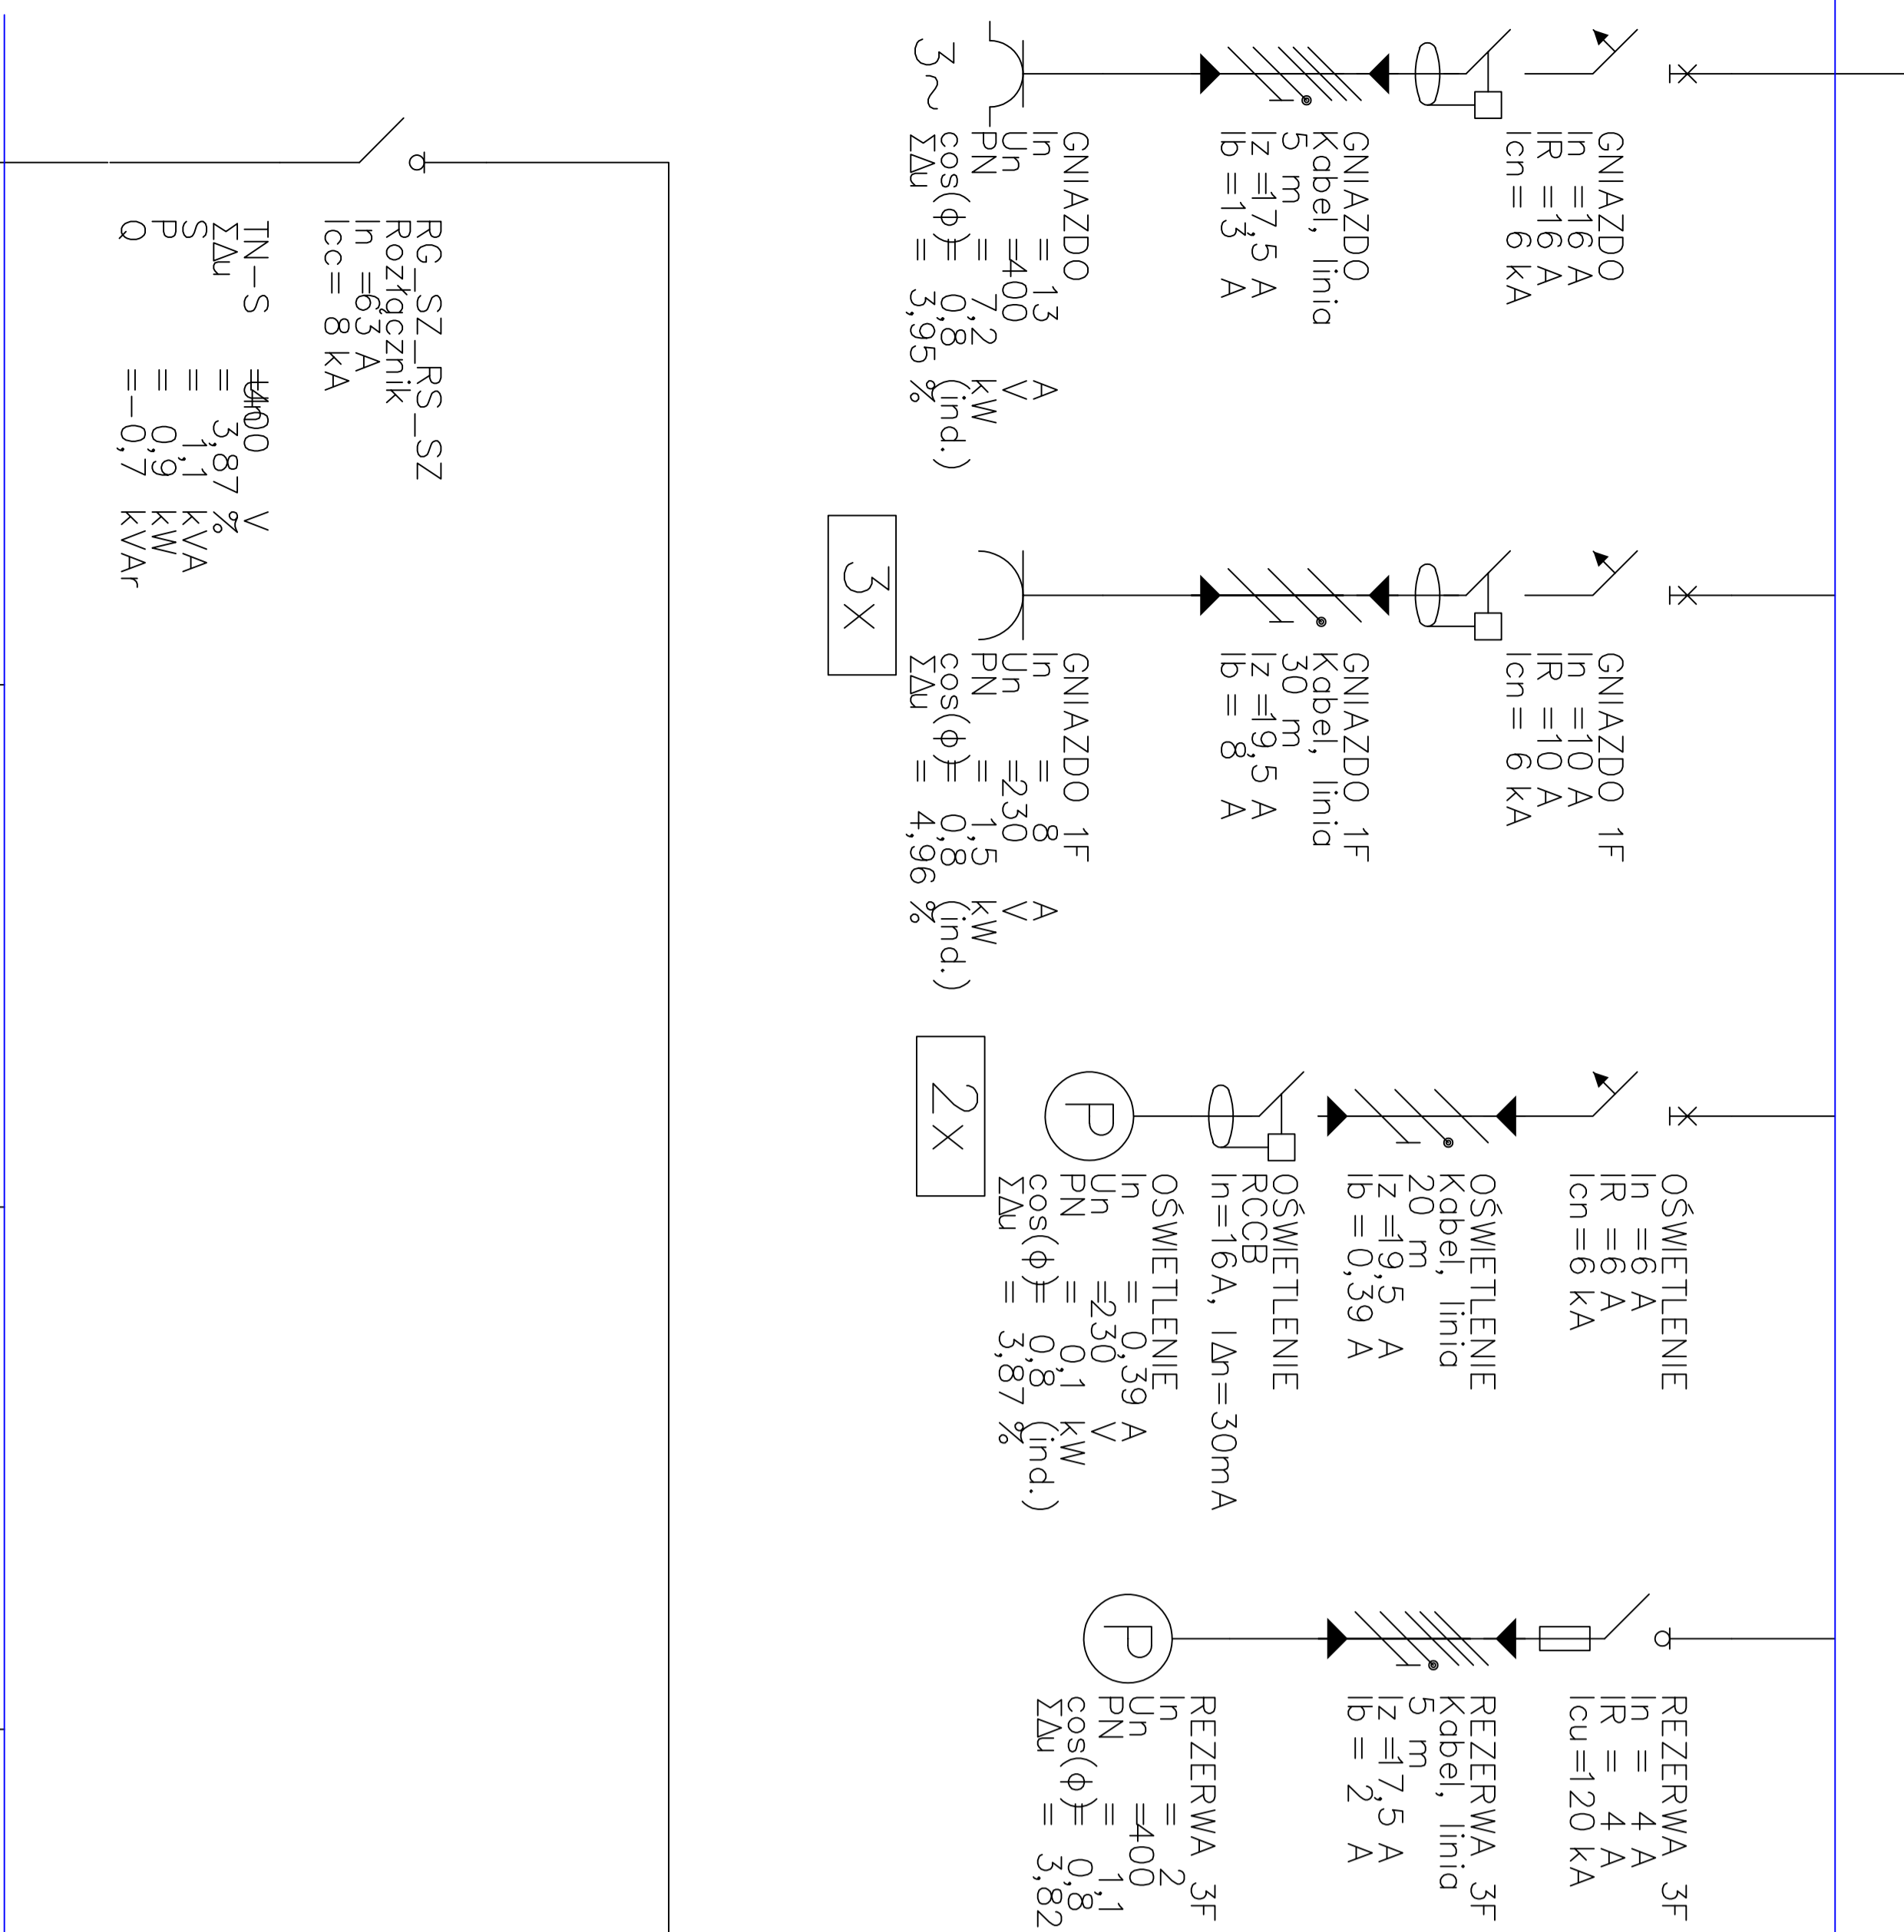 GNIAZDO
In =16 A
IR =16 A
Icn= 6 kA
GNIAZDO
Kabel, linia
5 m
Iz =17,5 A
Ib =13 A
GNIAZDO
In = 13 A
Un =400 V
PN = 7,2 kW
cos(ϕ)= 0,8 (ind.)
ΣΔu = 3,95 %
3~
GNIAZDO 1F
In =10 A
IR =10 A
Icn= 6 kA
GNIAZDO 1F
Kabel, linia
30 m
Iz =19,5 A
Ib = 8 A
GNIAZDO 1F
In = 8 A
Un =230 V
PN = 1,5 kW
cos(ϕ)= 0,8 (ind.)
ΣΔu = 4,96 %
3x
OŚWIETLENIE
In =6 A
IR =6 A
Icn=6 kA
OŚWIETLENIE
Kabel, linia
20 m
Iz =19,5 A
Ib = 0,39 A
OŚWIETLENIE
RCCB
In=16A, IΔn=30mA
OŚWIETLENIE
In = 0,39 A
Un =230 V
PN = 0,1 kW
cos(ϕ)= 0,8 (ind.)
ΣΔu = 3,87 %
P
2x
REZERWA 3F
In = 4 A
IR = 4 A
Icu=120 kA
REZERWA 3F
Kabel, linia
5 m
Iz =17,5 A
Ib = 2 A
REZERWA 3F
In = 2
Un =400
PN = 1,1
cos(ϕ)= 0,8
ΣΔu = 3,82
P
RG_SZ_RS_SZ
Rozłącznik
In =63 A
Icc= 8 kA
TN-S Un =400 V
ΣΔu = 3,87 %
S = 1,1 kVA
P = 0,9 kW
Q =-0,7 kVAr